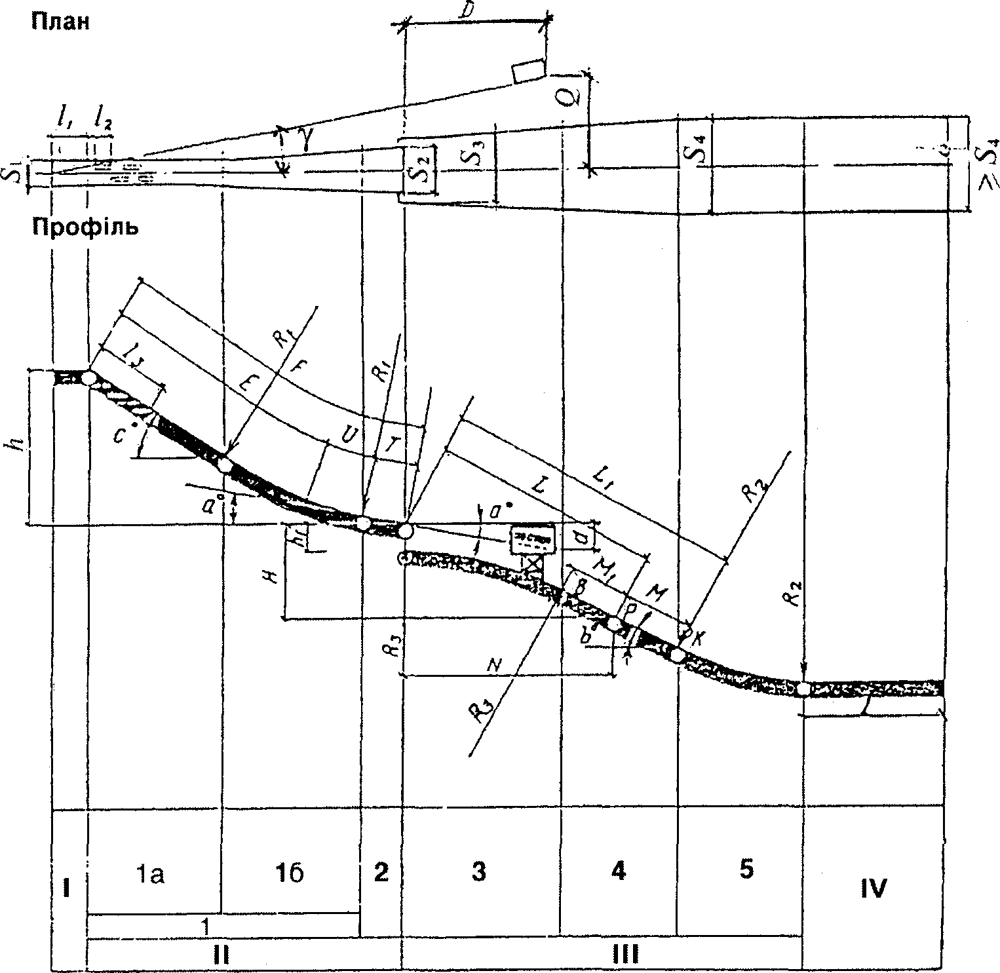 План
D
Q
l₁ l₂
γ
S₁
S₂
S₃
S₄
≥ S₄
Профіль
R₁
F
l₃
E
R₁
c°
h
U T
L₁
L
R₂
a°
a°
h₁
d
H
M₁ M
R₂
B
P
b
K
R₃
N
R₃
I
1а 1б 2 3 4 5
IV
1
II III